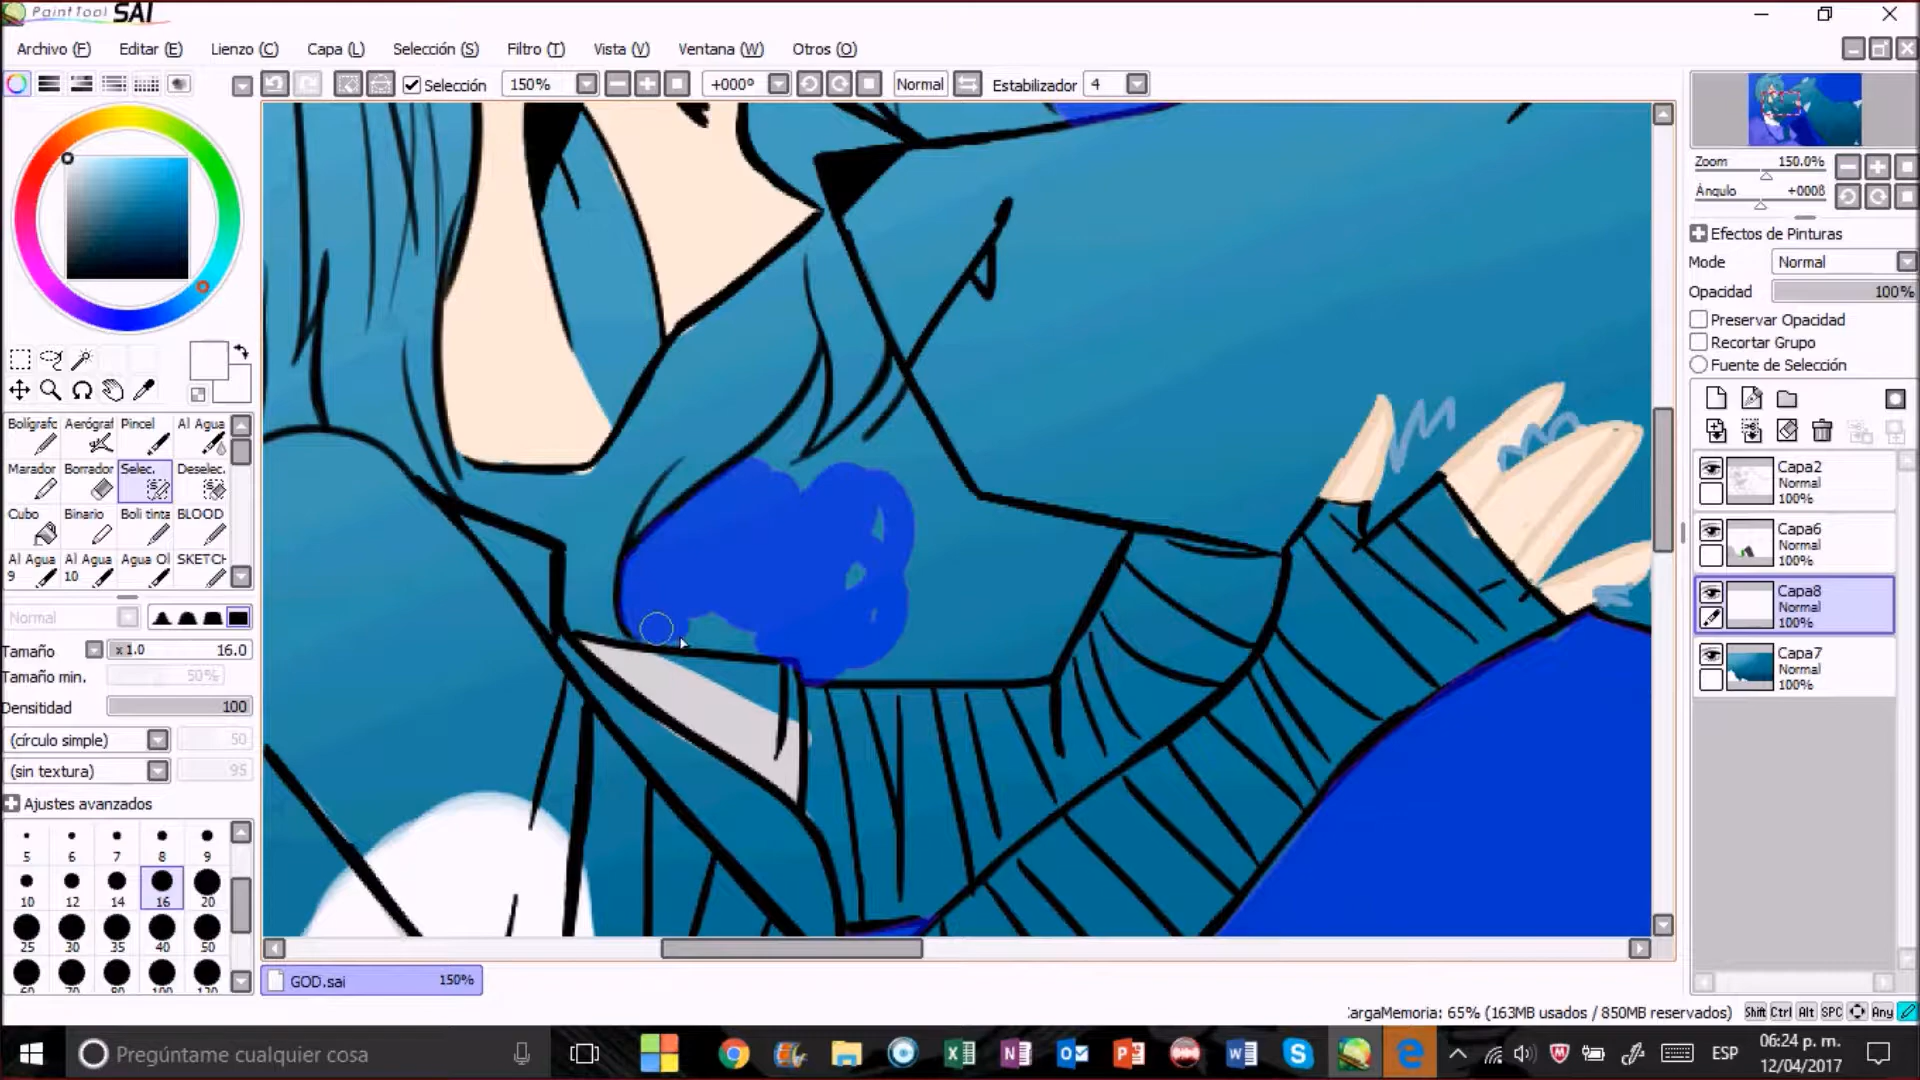 PaintTool SAI
Archivo (F) Editar (E) Lienzo (C) Capa (L) Selección (S) Filtro (T) Vista (V) Ventana (W) Otros (O)
Selección 150% +000º Normal Estabilizador 4
Zoom 150.0%
Ángulo +000ß
Efectos de Pinturas
Mode Normal
Opacidad 100%
Preservar Opacidad
Recortar Grupo
Fuente de Selección
Bolígrafc Aerógraf Pincel Al Agua
Marador Borrador Selec. Deselec.
Cubo Binario Boli tinta BLOOD
Al Agua 9 Al Agua 10 Agua Ol SKETCH
Normal
Tamaño x 1.0 16.0
Tamaño min. 50%
Densitidad 100
(círculo simple) 50
(sin textura) 95
Ajustes avanzados
5 6 7 8 9
10 12 14 16 20
25 30 35 40 50
Capa2
Normal
100%
Capa6
Normal
100%
Capa8
Normal
100%
Capa7
Normal
100%
GOD.sai 150%
argaMemoria: 65% (163MB usados / 850MB reservados) Shift Ctrl Alt SPC Any
Pregúntame cualquier cosa
ESP
06:24 p. m.
12/04/2017